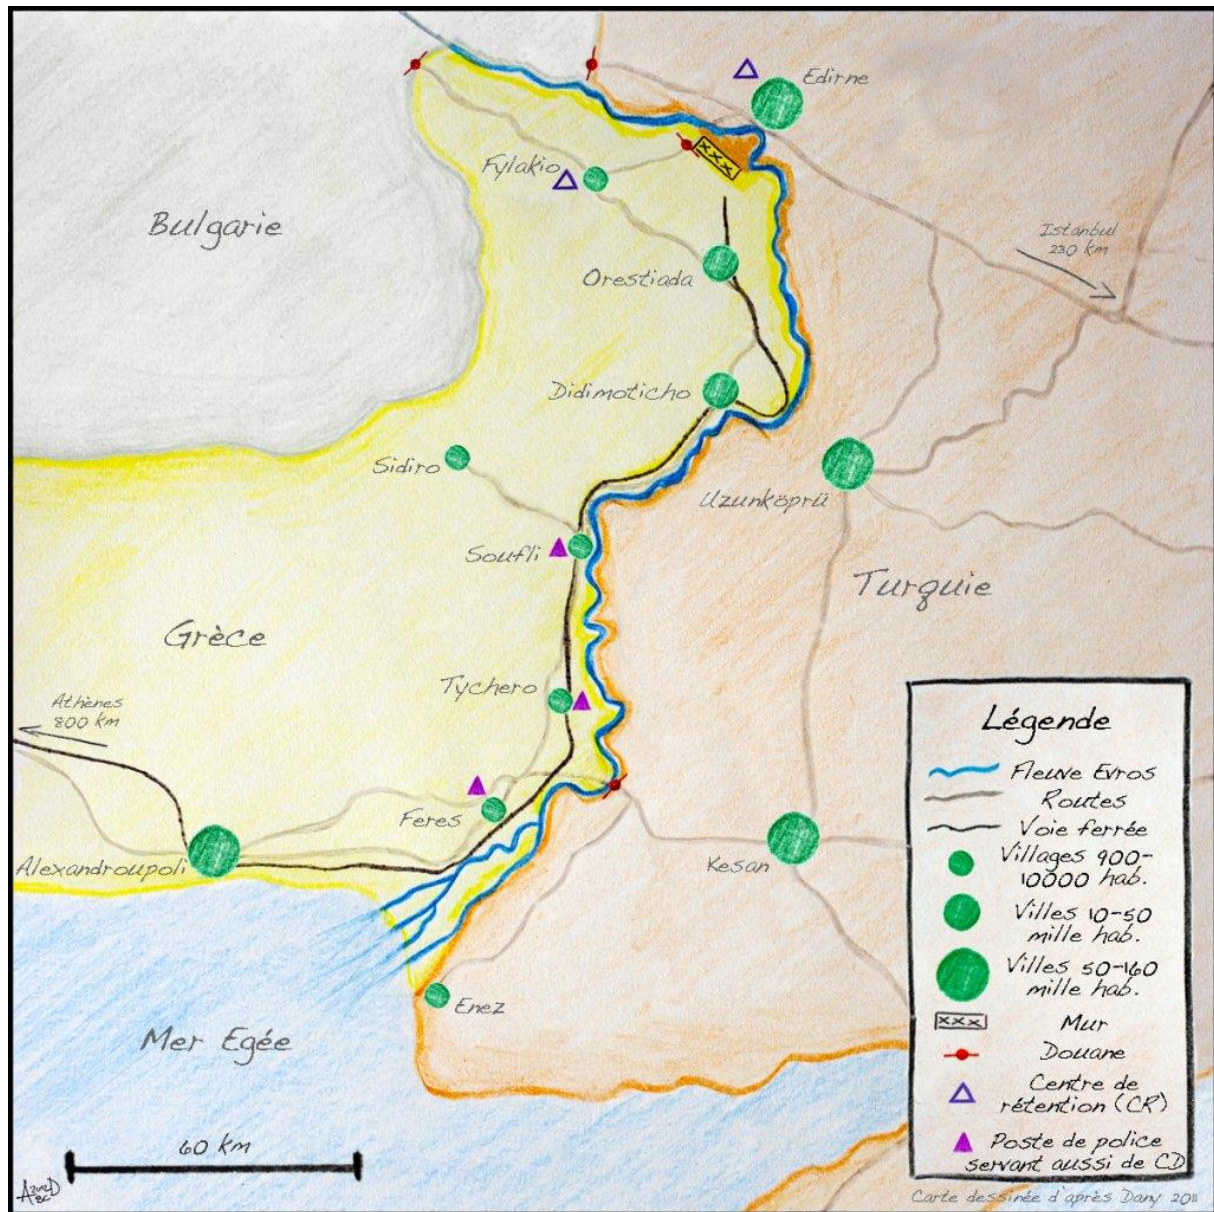 Edirne
Fylakio
xxx
Bulgarie
Istanbul
230 km
Orestiada
Didimoticho
Sidiro
Uzunköprü
Soufli
Turquie
Grèce
Tychero
Athènes
800 km
Feres
Alexandroupoli
Kesan
Enez
Mer Egée
60 km
Légende
Fleuve Evros
Routes
Voie ferrée
Villages 900-
10000 hab.
Villes 10-50
mille hab.
Villes 50-160
mille hab.
xxx
Mur
Douane
Centre de
rétention (CR)
Poste de police
servant aussi de CD
Carte dessinée d'après Dany 2011